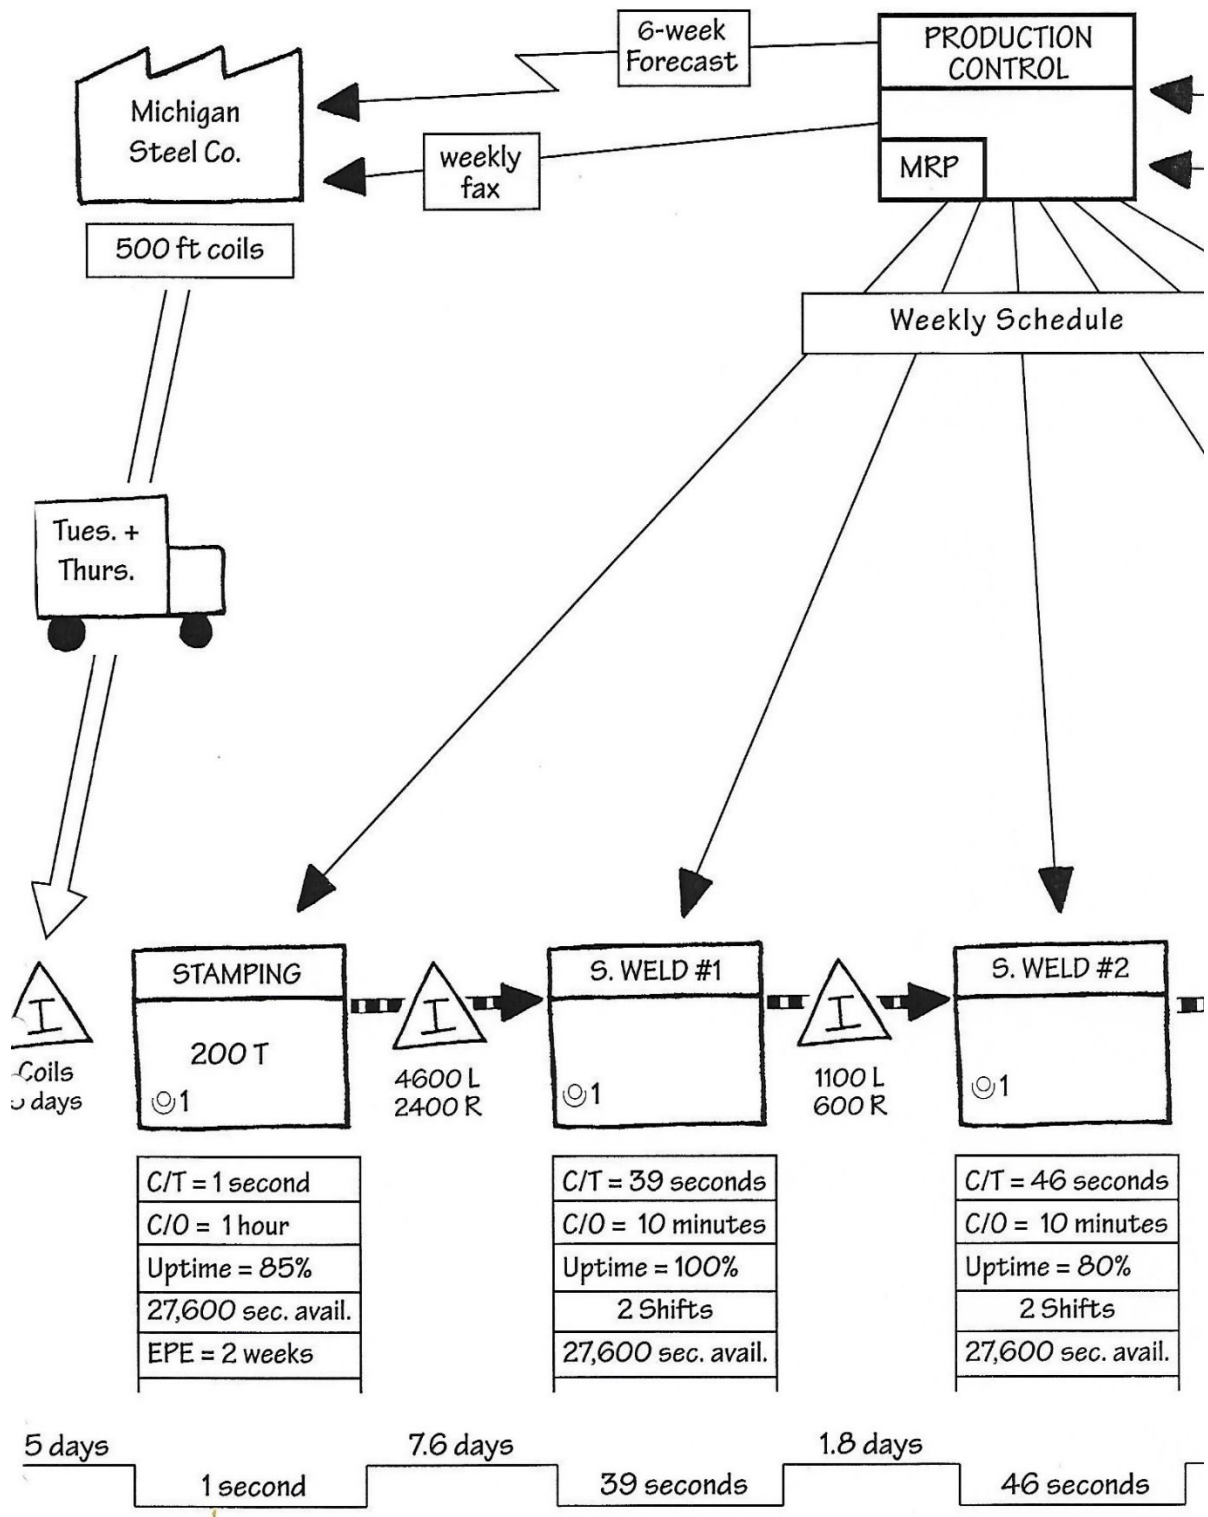 6-week
Forecast
PRODUCTION
CONTROL
Michigan
Steel Co.
weekly
fax
MRP
500 ft coils
Weekly Schedule
Tues. +
Thurs.
STAMPING
S. WELD #1
S. WELD #2
I
I
I
200 T
Coils
days
1
4600 L
2400 R
1
1100 L
600 R
1
C/T = 1 second
C/O = 1 hour
Uptime = 85%
27,600 sec. avail.
EPE = 2 weeks
C/T = 39 seconds
C/O = 10 minutes
Uptime = 100%
2 Shifts
27,600 sec. avail.
C/T = 46 seconds
C/O = 10 minutes
Uptime = 80%
2 Shifts
27,600 sec. avail.
5 days
7.6 days
1.8 days
1 second
39 seconds
46 seconds